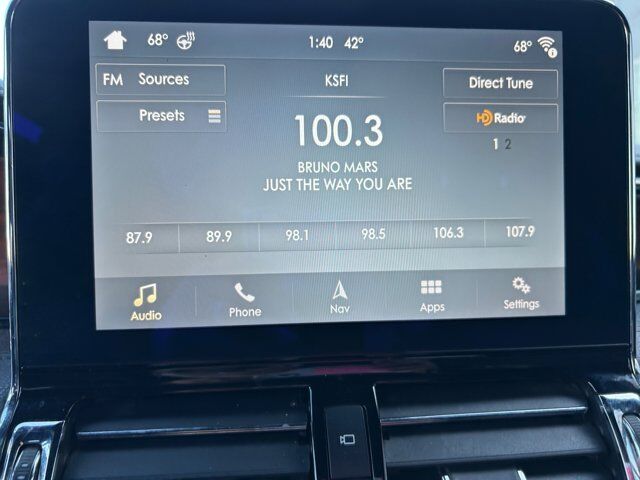 68° 1:40 42° 68°
FM Sources KSFI Direct Tune
Presets 100.3 HD Radio
1 2
BRUNO MARS
JUST THE WAY YOU ARE
87.9 89.9 98.1 98.5 106.3 107.9
Audio Phone Nav Apps Settings